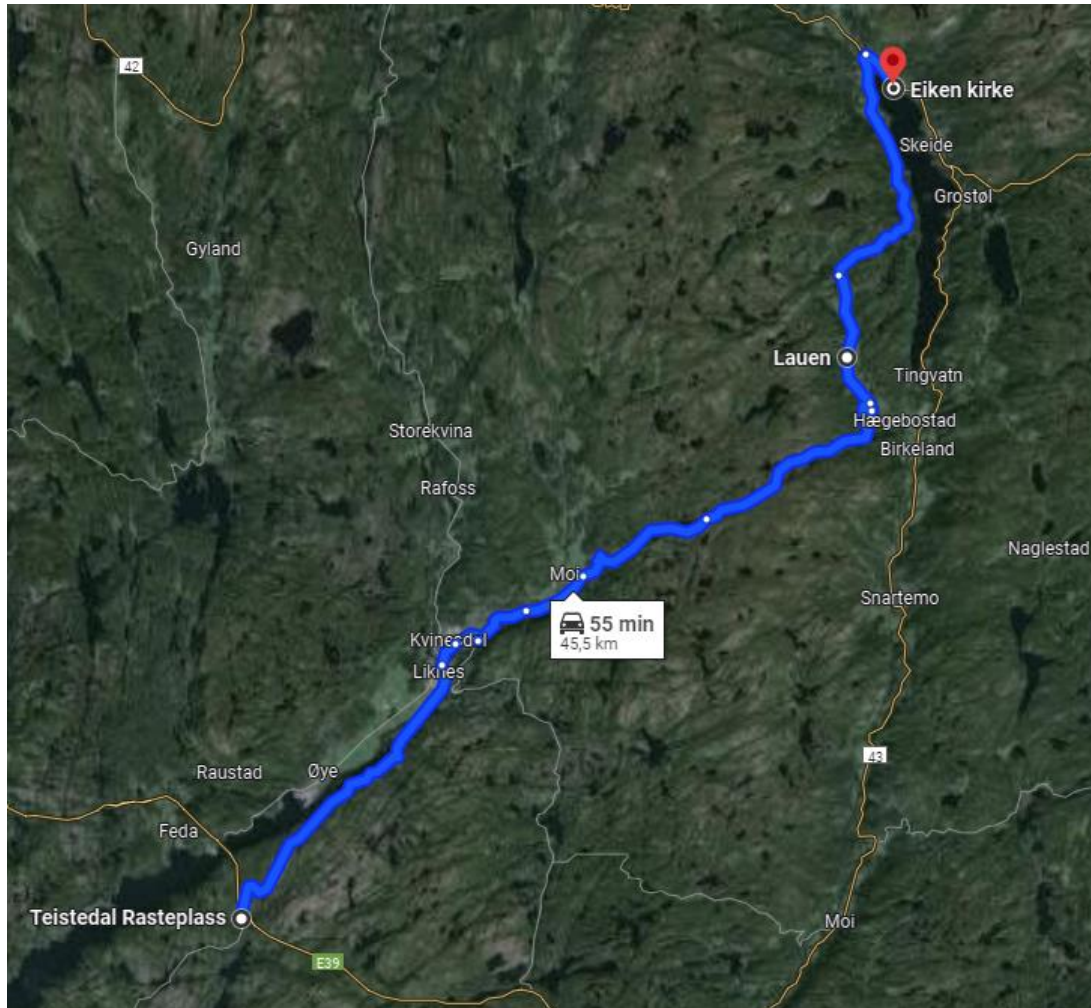 42
Eiken kirke
Skeide
Grostøl
Gyland
Lauen
Tingvatn
Hægebostad
Storekvina
Birkeland
Rafoss
Naglestad
Moi
Snartemo
55 min
45,5 km
Kvinesdal
Liknes
43
Raustad
Øye
Feda
Teistedal Rasteplass
Moi
E39